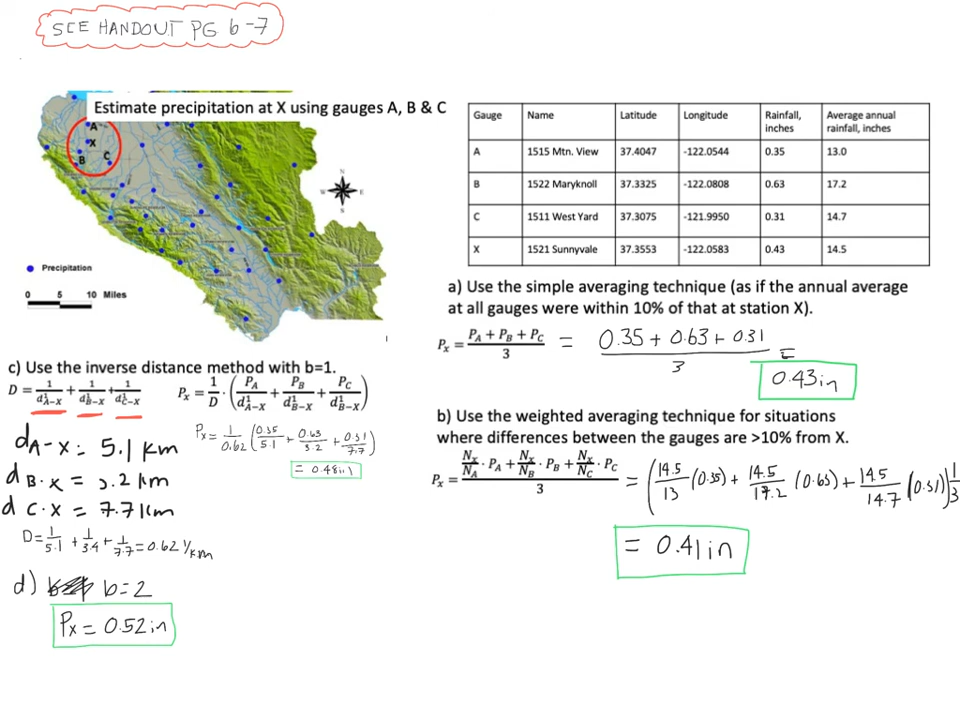 SEE HANDOUT PG 6-7
Estimate precipitation at X using gauges A, B & C
A
X
B
C
N
W
E
S
Precipitation
0 5 10 Miles
Gauge Name Latitude Longitude Rainfall, inches Average annual rainfall, inches
A 1515 Mtn. View 37.4047 -122.0544 0.35 13.0
B 1522 Maryknoll 37.3325 -122.0808 0.63 17.2
C 1511 West Yard 37.3075 -121.9950 0.31 14.7
X 1521 Sunnyvale 37.3553 -122.0583 0.43 14.5
a) Use the simple averaging technique (as if the annual average
at all gauges were within 10% of that at station X).
Px = (PA + PB + PC)/3 = (0.35 + 0.63 + 0.31)/3 =
0.43in
b) Use the weighted averaging technique for situations
where differences between the gauges are >10% from X.
Px = (Nx/NA · PA + Nx/NB · PB + Nx/NC · PC)/3 = (14.5/13 (0.35) + 14.5/17.2 (0.63) + 14.5/14.7 (0.31)) 1/3
= 0.41 in
c) Use the inverse distance method with b=1.
D = 1/d¹A-X + 1/d¹B-X + 1/d¹C-X Px = 1/D · (PA/d¹A-X + PB/d¹B-X + PC/d¹B-X)
Px = 1/0.62 (0.35/5.1 + 0.63/3.2 + 0.31/7.7)
= 0.48in
dA-X = 5.1 km
dB-X = 3.2 km
dC-X = 7.7 km
D = 1/5.1 + 1/3.4 + 1/7.7 = 0.62 1/km
d) b=2
Px = 0.52in